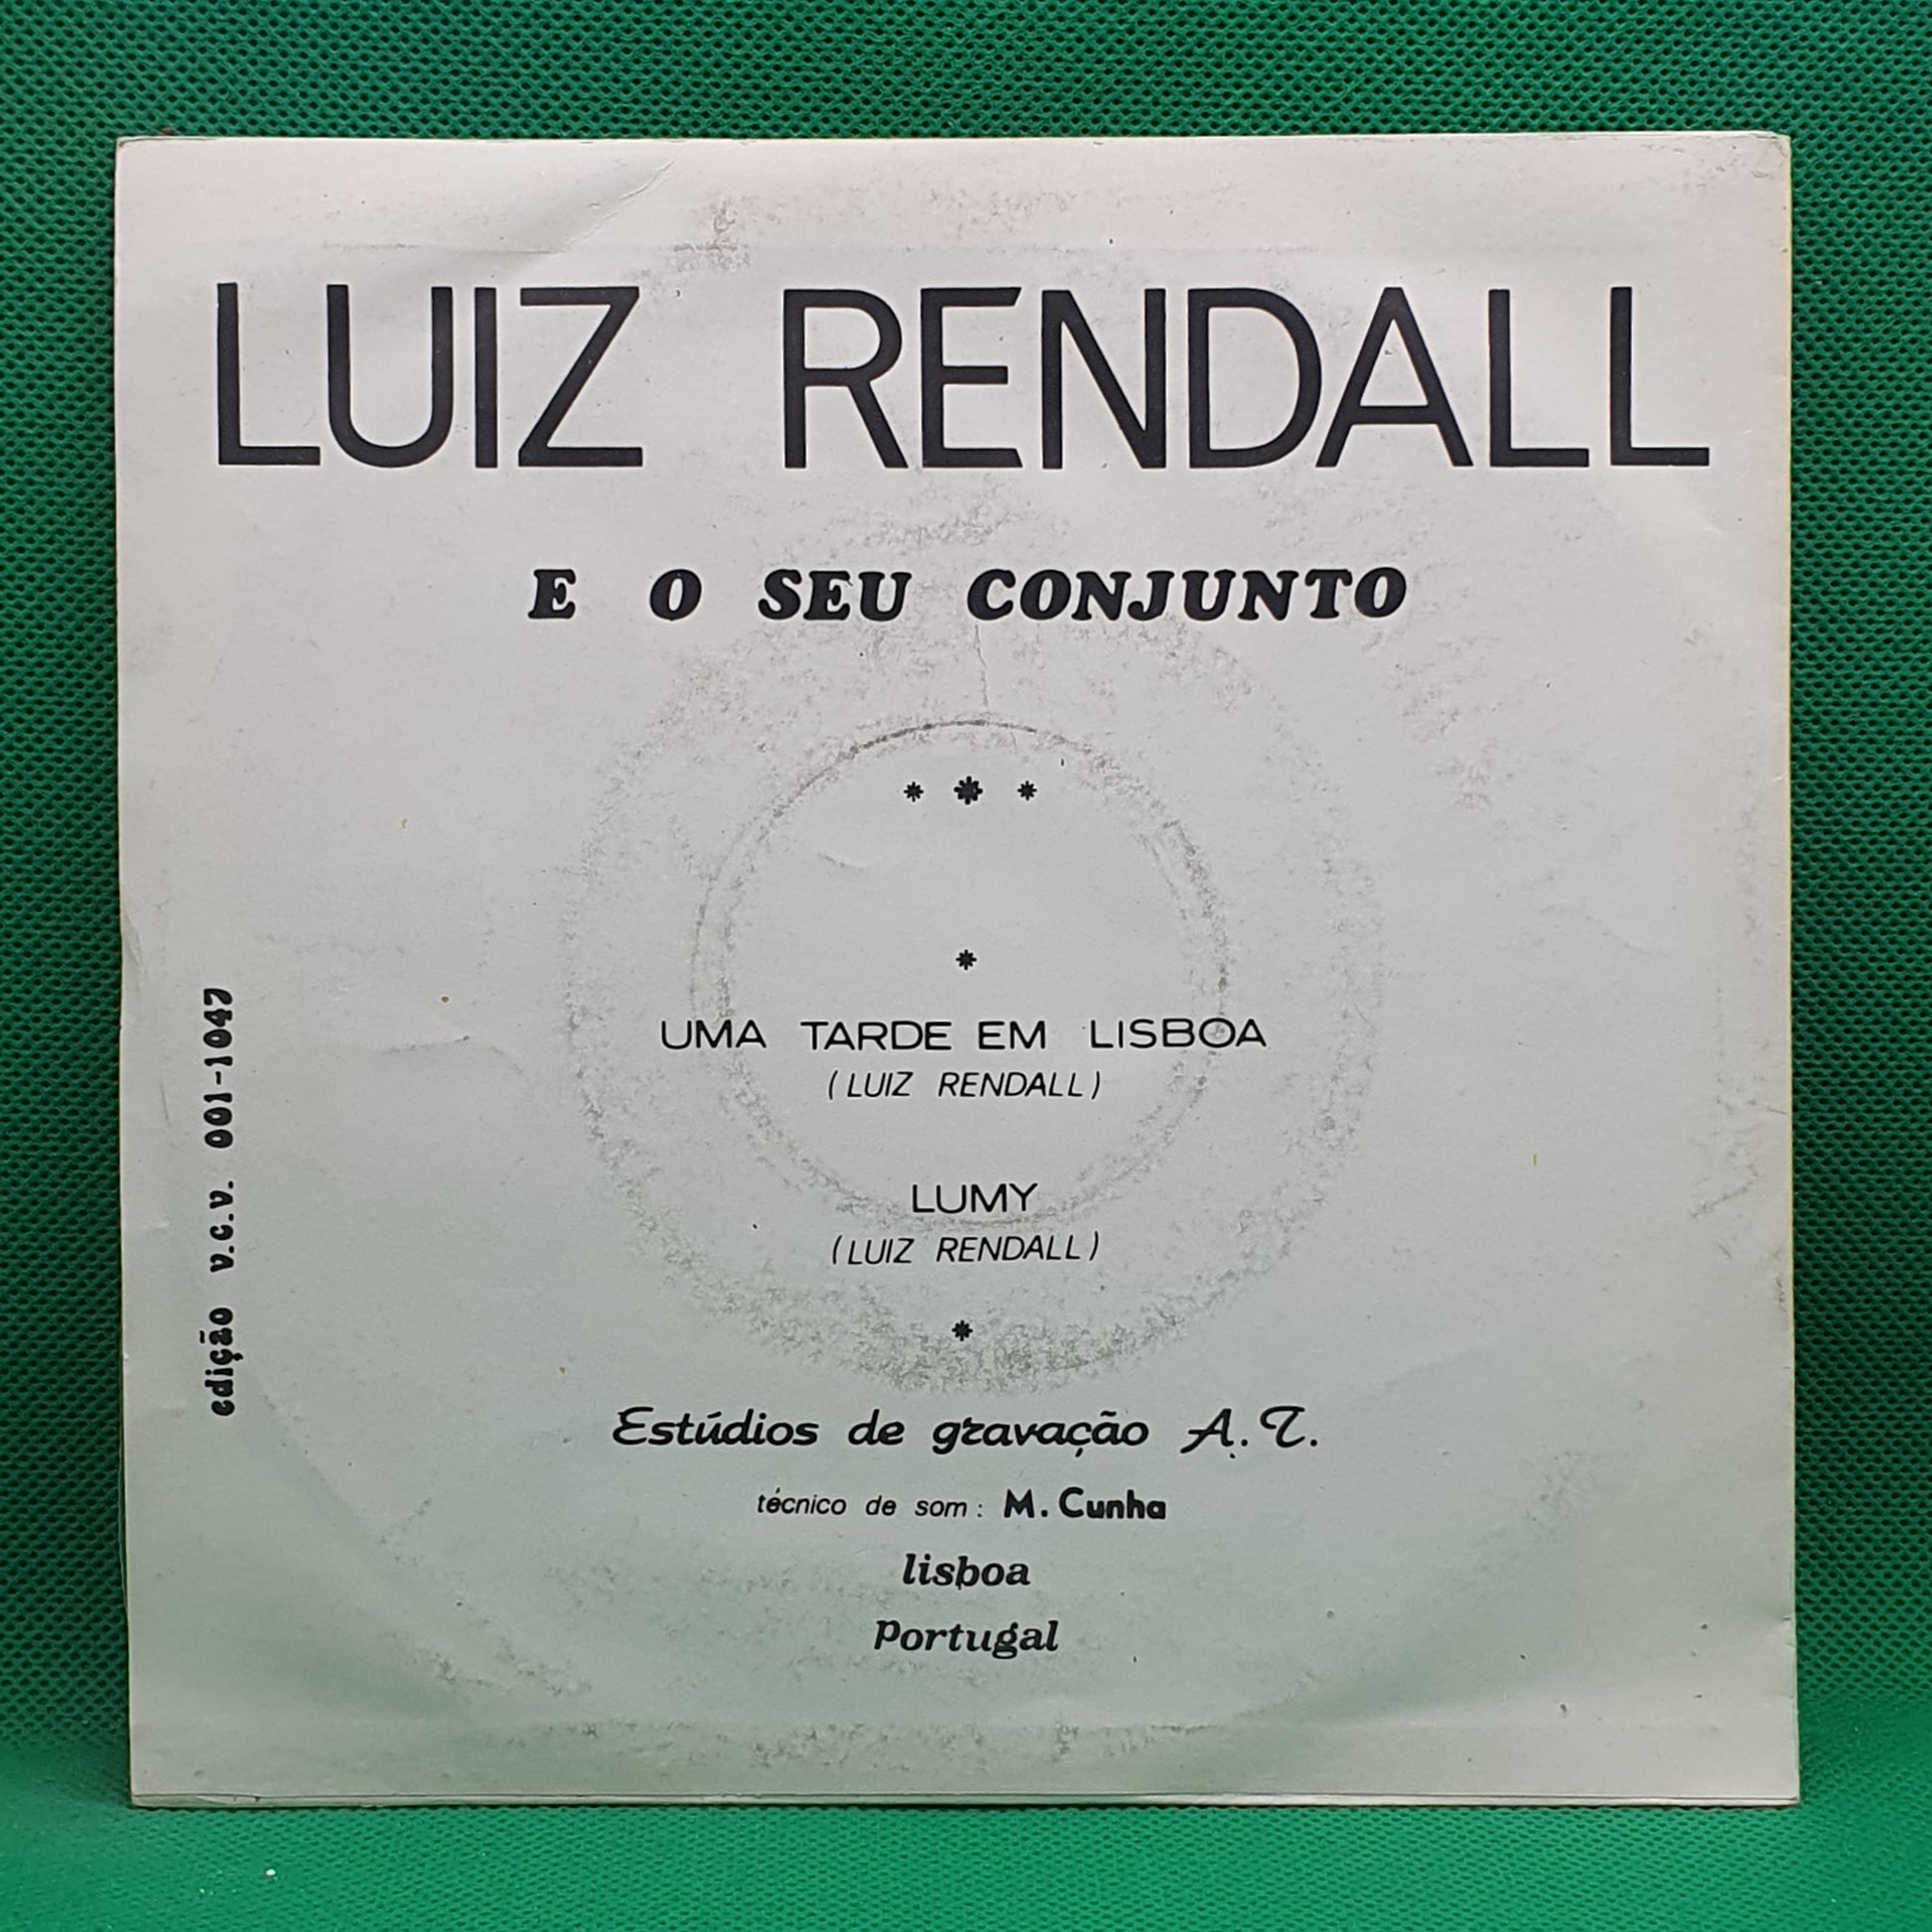 LUIZ RENDALL
E O SEU CONJUNTO
UMA TARDE EM LISBOA
(LUIZ RENDALL)
LUMY
(LUIZ RENDALL)
Estúdios de gravação A.T.
técnico de som: M. Cunha
lisboa
Portugal
edição v.c.v. 001-1047